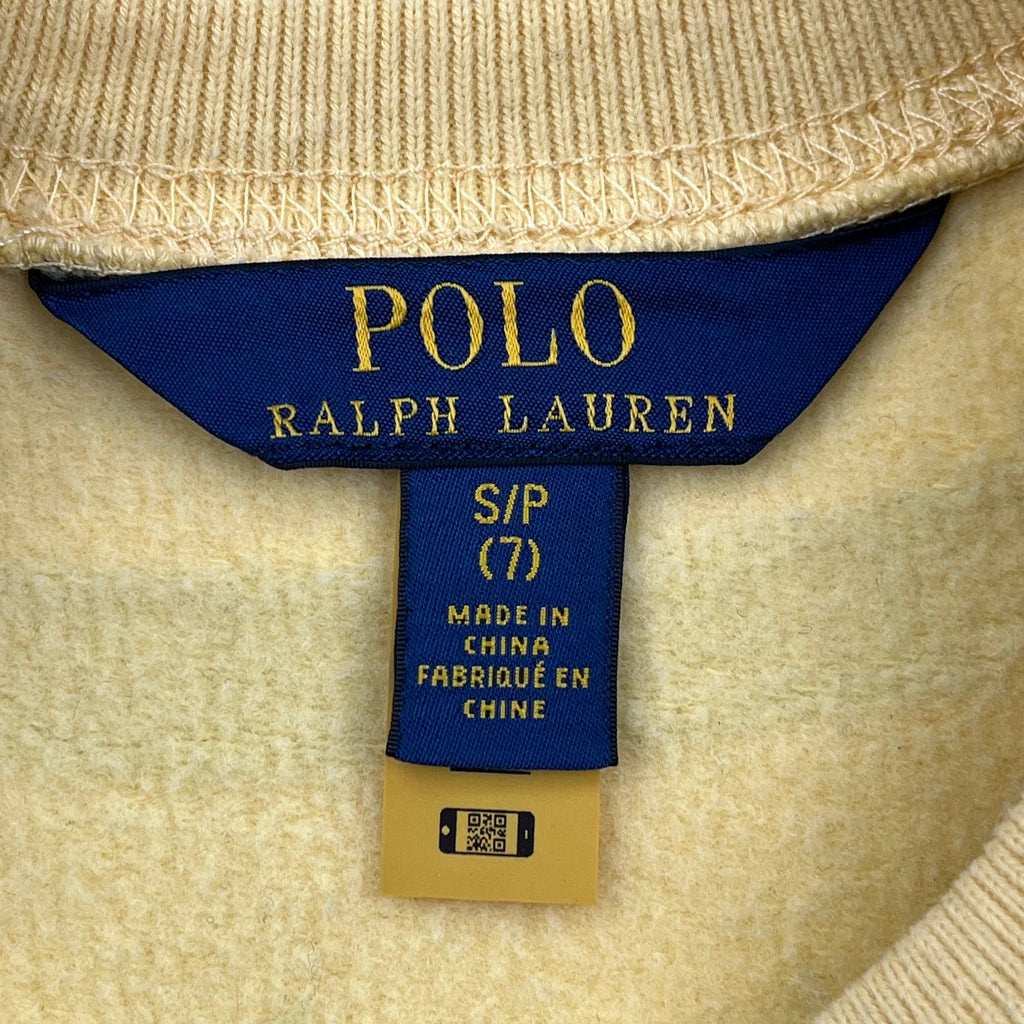 POLO
RALPH LAUREN
S/P
(7)
MADE IN
CHINA
FABRIQUÉ EN
CHINE